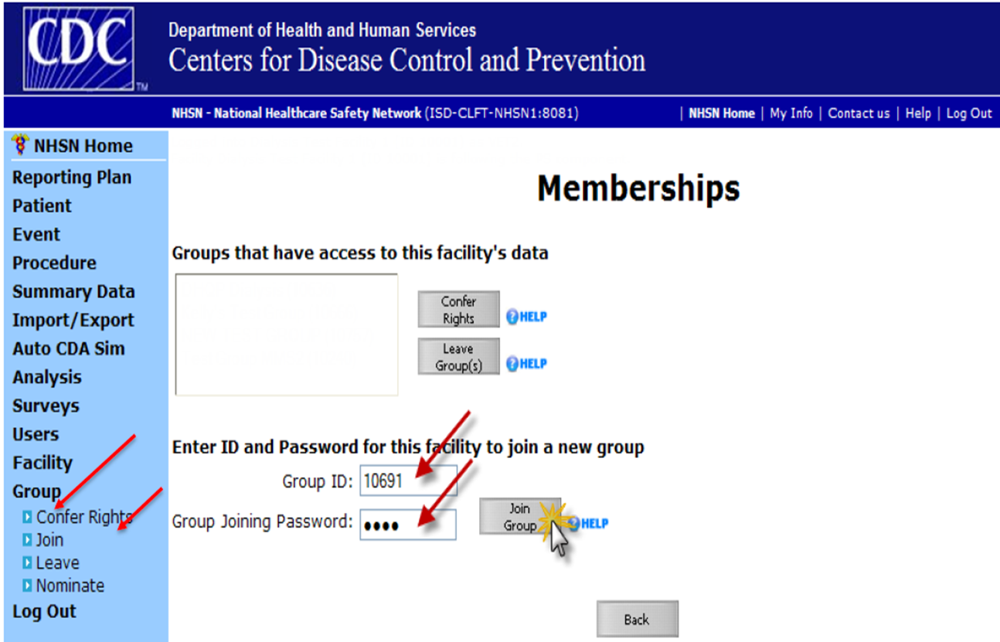 CDC
TM
Department of Health and Human Services
Centers for Disease Control and Prevention
NHSN - National Healthcare Safety Network (ISD-CLFT-NHSN1:8081)
| NHSN Home | My Info | Contact us | Help | Log Out
NHSN Home
Reporting Plan
Patient
Event
Procedure
Summary Data
Import/Export
Auto CDA Sim
Analysis
Surveys
Users
Facility
Group
Confer Rights
Join
Leave
Nominate
Log Out
Memberships
Groups that have access to this facility's data
Confer
Rights
HELP
Leave
Group(s)
HELP
Enter ID and Password for this facility to join a new group
Group ID: 10691
Group Joining Password: ••••
Join
Group
HELP
Back